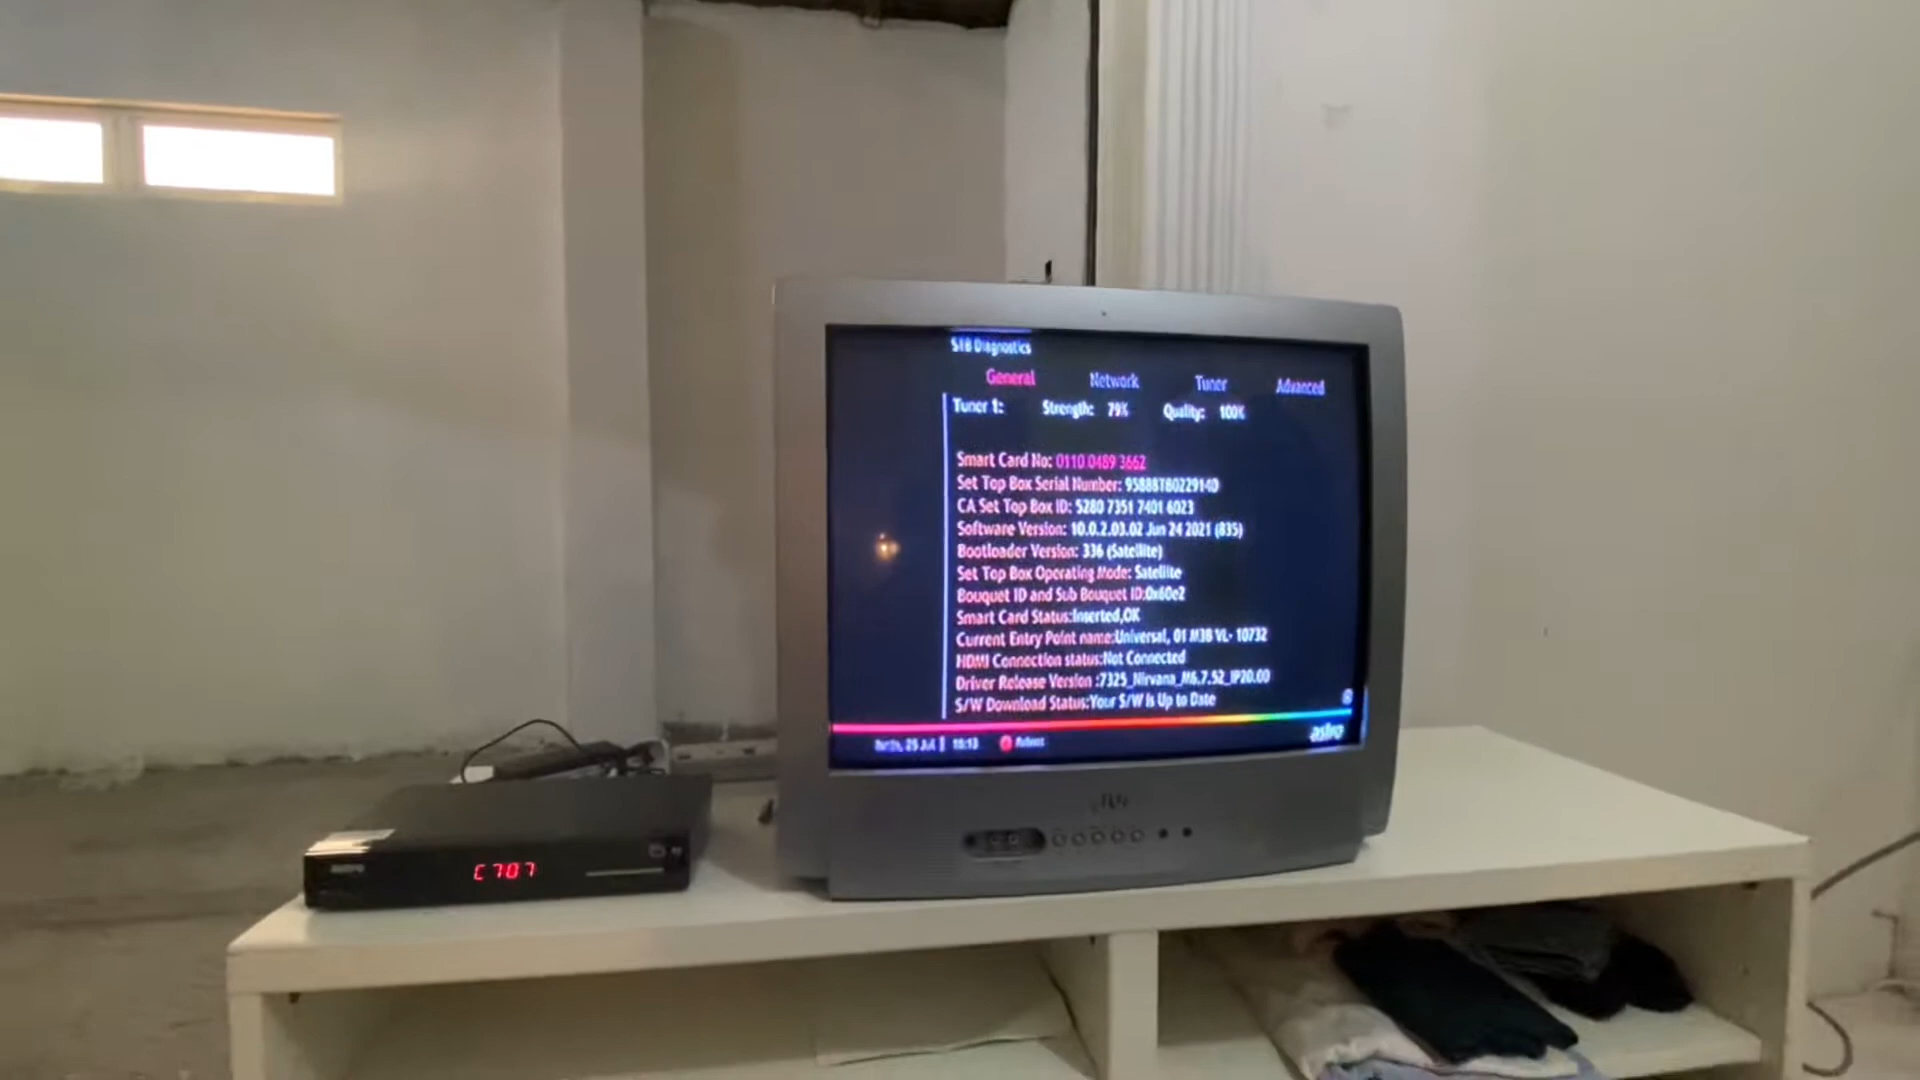 STB Diagnostics
General Network Tuner Advanced
Tuner 1: Strength: 79% Quality: 100%
Smart Card No: 0110 0489 3662
Set Top Box Serial Number: 95888TB022914D
CA Set Top Box ID: 5280 7351 7401 6023
Software Version: 10.0.2.03.02 Jun 24 2021 (835)
Bootloader Version: 336 (Satellite)
Set Top Box Operating Mode: Satellite
Bouquet ID and Sub Bouquet ID:0x60e2
Smart Card Status:Inserted,OK
Current Entry Point name:Universal, 01 M3B VL- 10732
HDMI Connection status:Not Connected
Driver Release Version :7325_Nirvana_M6.7.52_IP20.00
S/W Download Status:Your S/W Is Up to Date
astro
C707